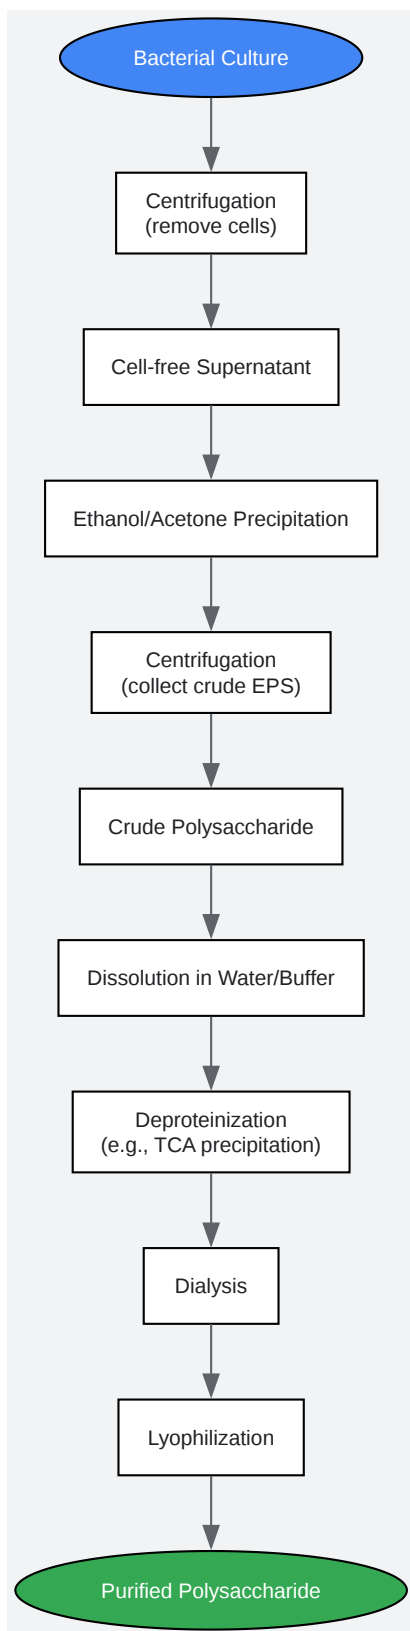 Bacterial Culture
Centrifugation
(remove cells)
Cell-free Supernatant
Ethanol/Acetone Precipitation
Centrifugation
(collect crude EPS)
Crude Polysaccharide
Dissolution in Water/Buffer
Deproteinization
(e.g., TCA precipitation)
Dialysis
Lyophilization
Purified Polysaccharide